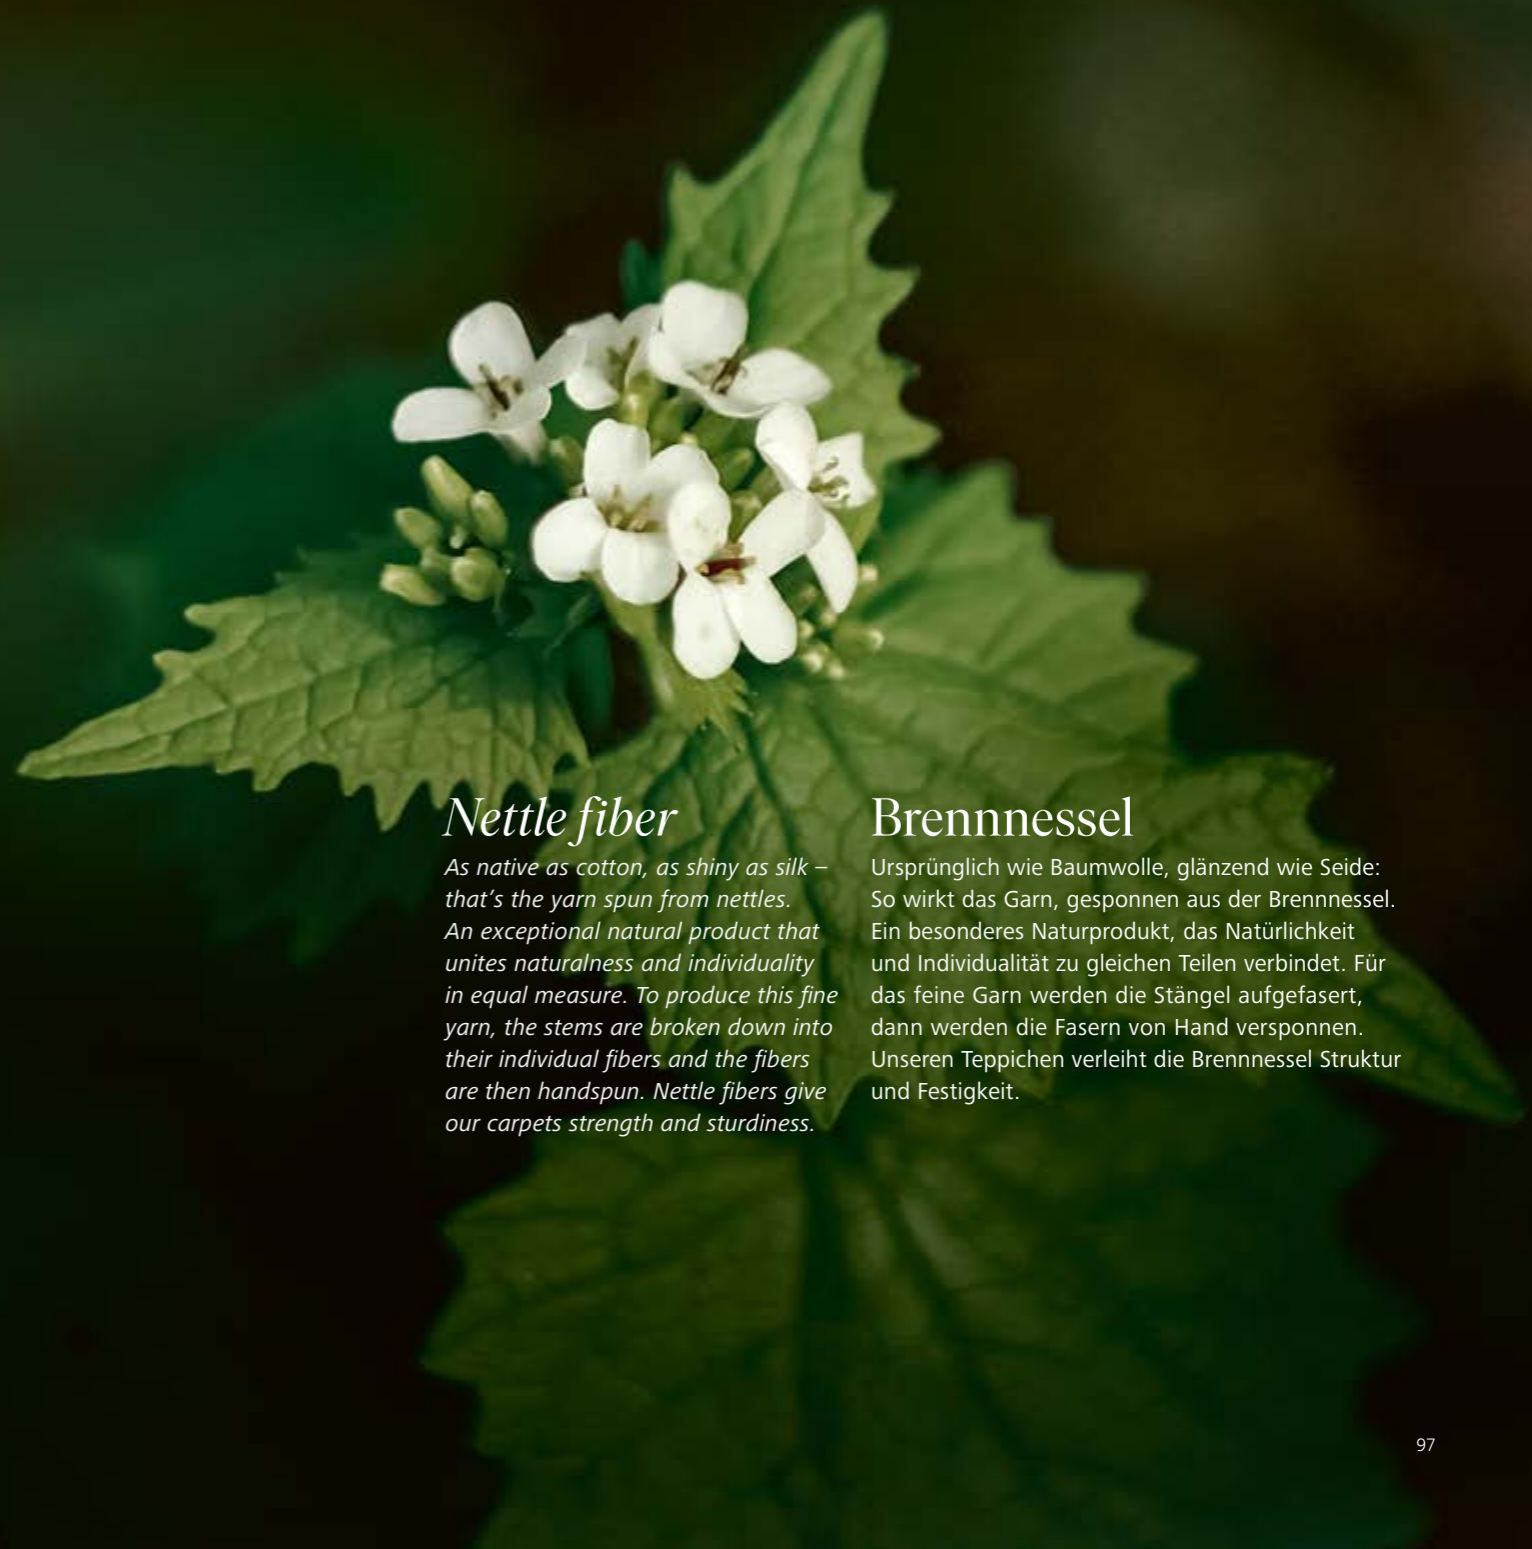 Nettle fiber
As native as cotton, as shiny as silk –
that's the yarn spun from nettles.
An exceptional natural product that
unites naturalness and individuality
in equal measure. To produce this fine
yarn, the stems are broken down into
their individual fibers and the fibers
are then handspun. Nettle fibers give
our carpets strength and sturdiness.
Brennnessel
Ursprünglich wie Baumwolle, glänzend wie Seide:
So wirkt das Garn, gesponnen aus der Brennnessel.
Ein besonderes Naturprodukt, das Natürlichkeit
und Individualität zu gleichen Teilen verbindet. Für
das feine Garn werden die Stängel aufgefasert,
dann werden die Fasern von Hand versponnen.
Unseren Teppichen verleiht die Brennnessel Struktur
und Festigkeit.
97